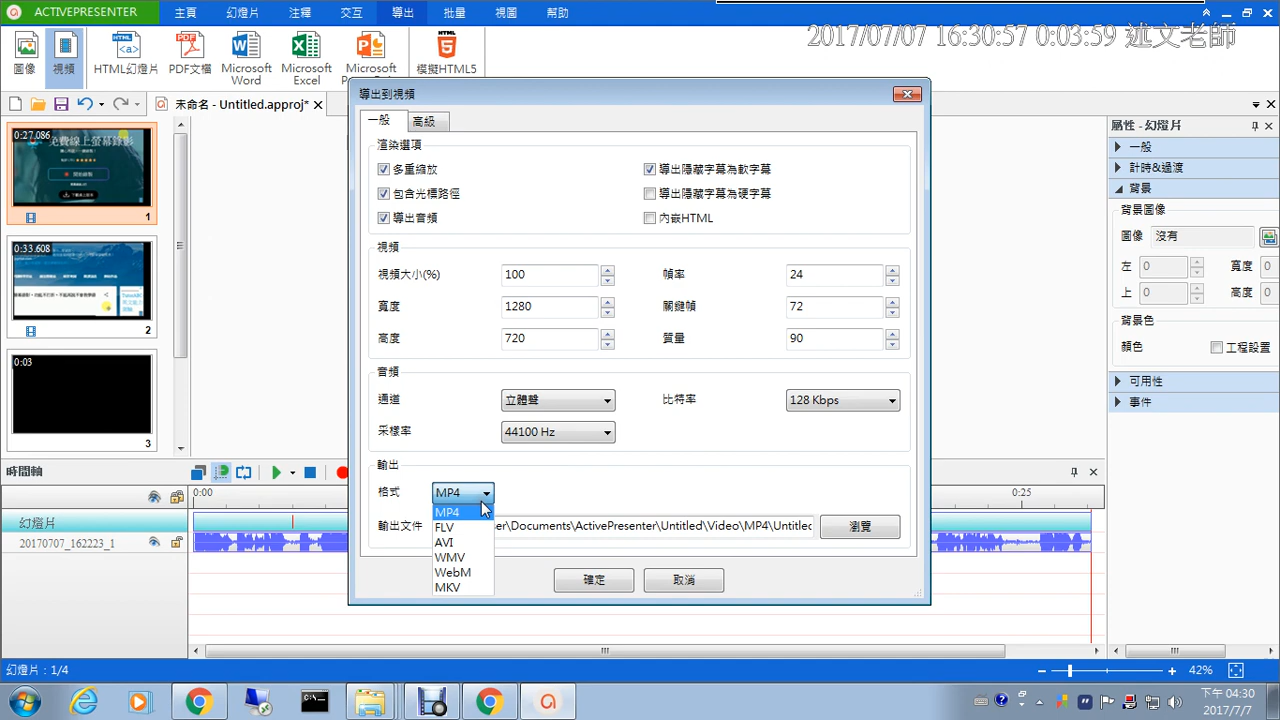 ACTIVEPRESENTER
主頁 幻燈片 注釋 交互 導出 批量 視圖 幫助
2017/07/07 16:30:57 0:03:59 述文老師
圖像 視頻 HTML幻燈片 PDF文檔 Microsoft Word Microsoft Excel Microsoft 模擬HTML5
未命名 - Untitled.approj*
導出到視頻
一般 高級
渲染選項
多重縮放 導出隱藏字幕為軟字幕
包含光標路徑 導出隱藏字幕為硬字幕
導出音頻 內嵌HTML
視頻
視頻大小(%) 100 幀率 24
寬度 1280 關鍵幀 72
高度 720 質量 90
音頻
通道 立體聲 比特率 128 Kbps
采樣率 44100 Hz
輸出
格式 MP4
MP4
FLV
AVI
WMV
WebM
MKV
輸出文件 er\Documents\ActivePresenter\Untitled\Video\MP4\Untitled 瀏覽
確定 取消
0:27.086
免費線上螢幕錄影
1
0:33.608
2
0:03
3
屬性 - 幻燈片
一般
計時&過渡
背景
背景圖像
圖像 沒有
左 0 寬度 0
上 0 高度 0
背景色
顏色 工程設置
可用性
事件
時間軸
0:00 0:25
幻燈片
20170707_162223_1
幻燈片：1/4 42%
下午 04:30
2017/7/7